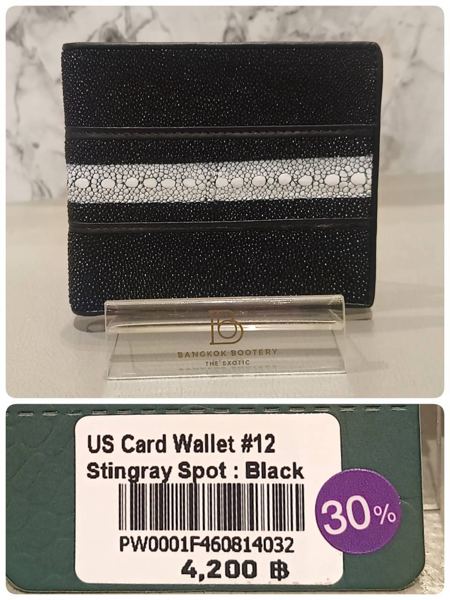 BANGKOK BOOTERY
THE EXOTIC
US Card Wallet #12
Stingray Spot : Black
PW0001F460814032
4,200 ฿
30%